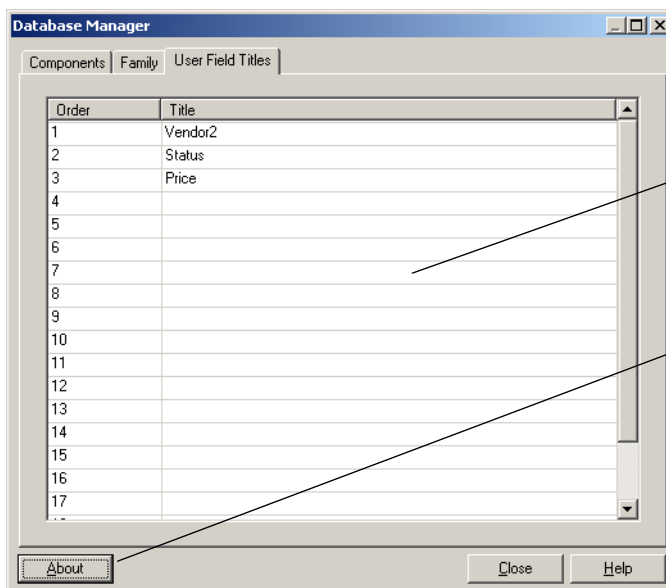 Database Manager
Components Family User Field Titles
Order Title
1 Vendor2
2 Status
3 Price
4
5
6
7
8
9
10
11
12
13
14
15
16
17
About Close Help